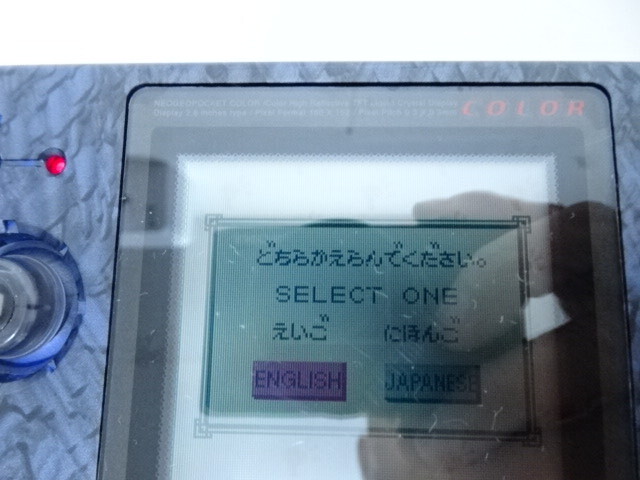 COLOR
どちらかえらんでください。
SELECT ONE
えいご にほんご
ENGLISH JAPANESE